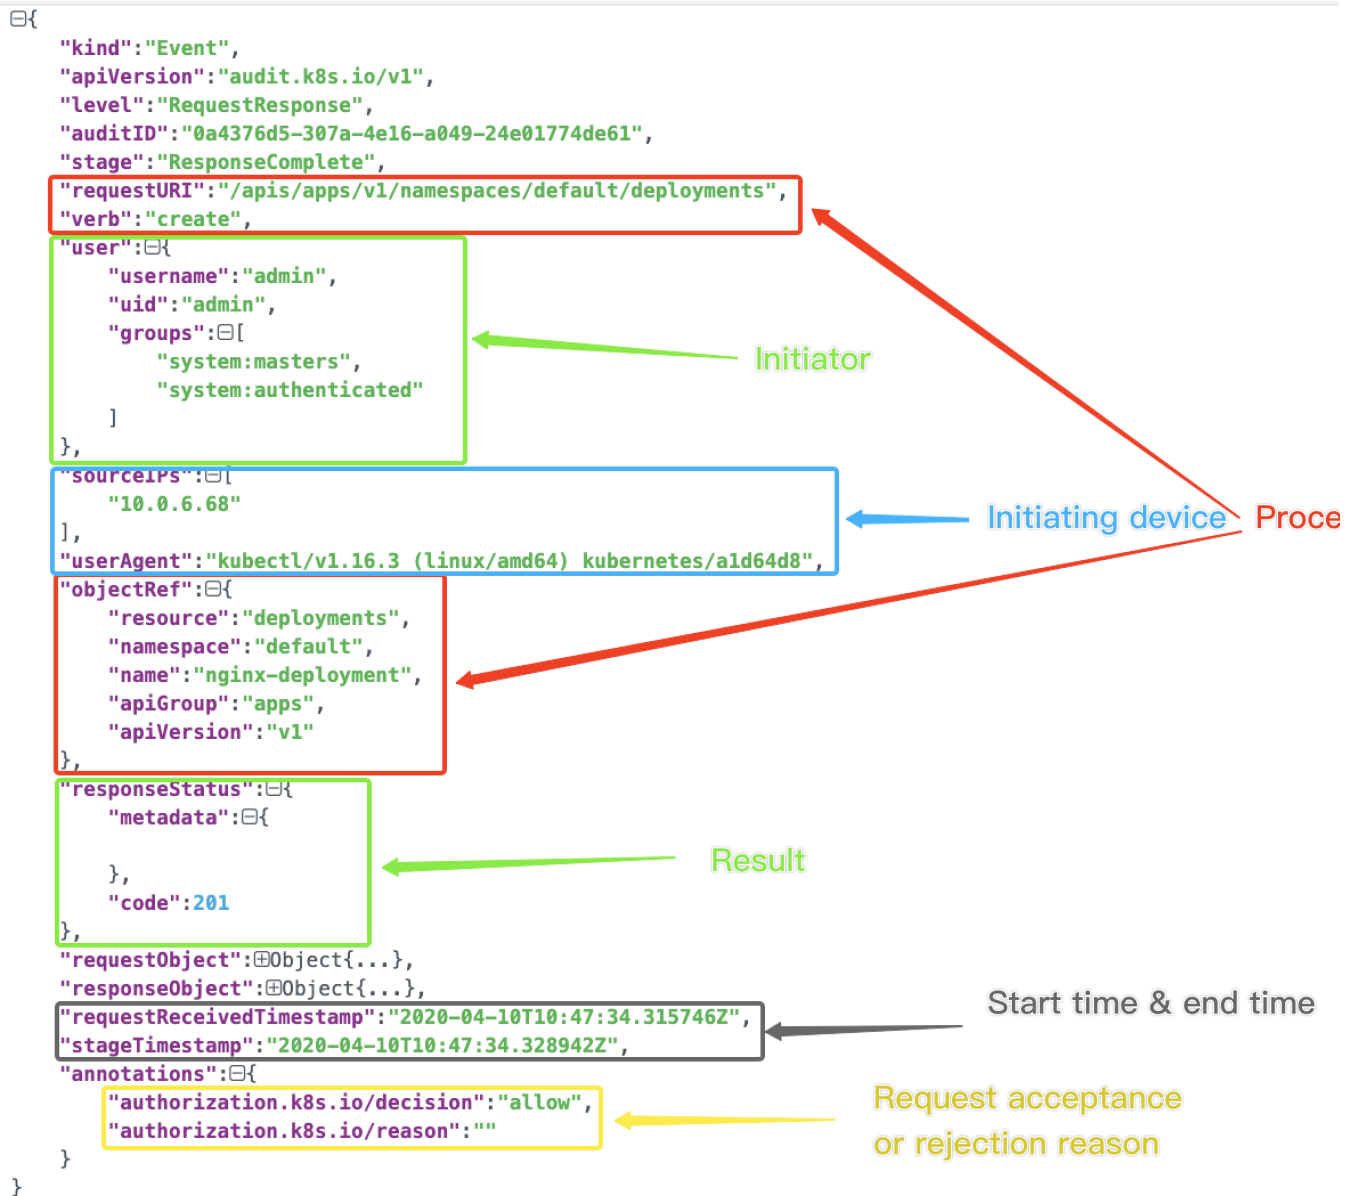 {
"kind":"Event",
"apiVersion":"audit.k8s.io/v1",
"level":"RequestResponse",
"auditID":"0a4376d5-307a-4e16-a049-24e01774de61",
"stage":"ResponseComplete",
"requestURI":"/apis/apps/v1/namespaces/default/deployments",
"verb":"create",
"user":{
"username":"admin",
"uid":"admin",
"groups":[
"system:masters",
Initiator
"system:authenticated"
]
},
"sourceIPs":[
"10.0.6.68"
Initiating device
Proce
],
"userAgent":"kubectl/v1.16.3 (linux/amd64) kubernetes/a1d64d8",
"objectRef":{
"resource":"deployments",
"namespace":"default",
"name":"nginx-deployment",
"apiGroup":"apps",
"apiVersion":"v1"
},
"responseStatus":{
"metadata":{
Result
},
"code":201
},
"requestObject":Object{...},
"responseObject":Object{...},
Start time & end time
"requestReceivedTimestamp":"2020-04-10T10:47:34.315746Z",
"stageTimestamp":"2020-04-10T10:47:34.328942Z",
"annotations":{
"authorization.k8s.io/decision":"allow",
"authorization.k8s.io/reason":""
Request acceptance
or rejection reason
}
}